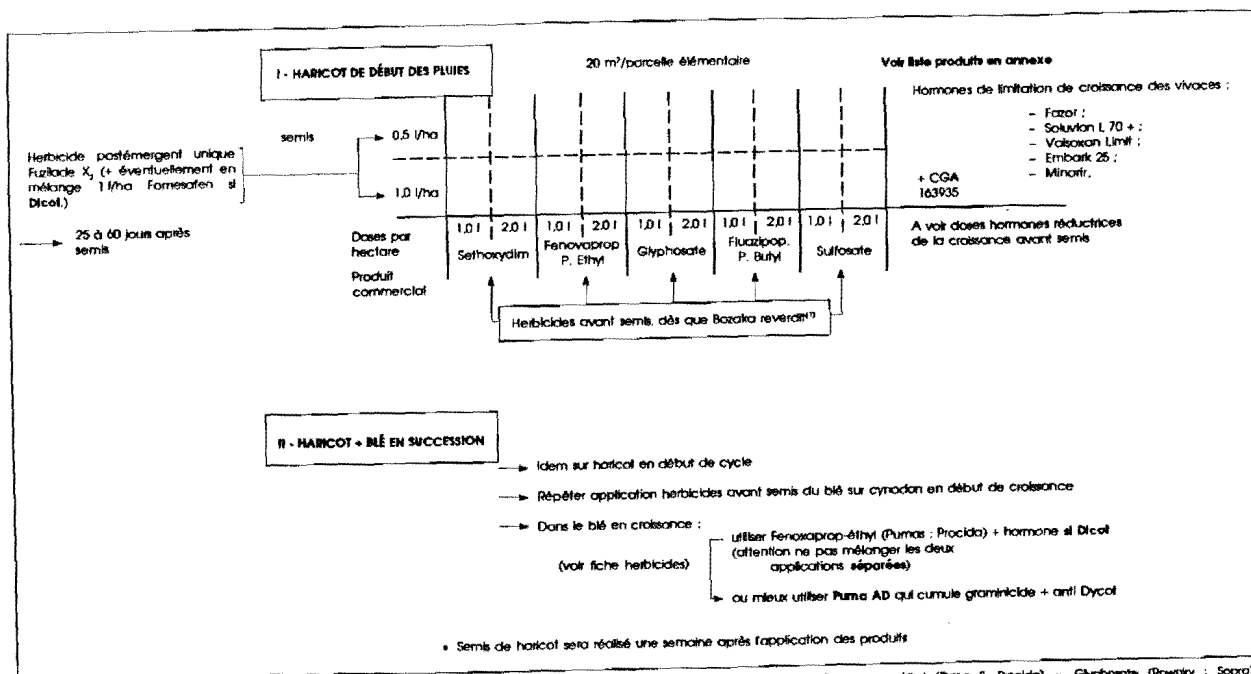 I - HARICOT DE DÉBUT DES PLUIES
20 m²/parcelle élémentaire
Voir liste produits en annexe
Hormones de limitation de croissance des vivaces :
– Fazor ;
– Soluvlon L 70 + ;
– Valsoxan Limit ;
– Embark 25 ;
– Minorir.
+ CGA
163935
semis
0,5 l/ha
1,0 l/ha
Herbicide postémergent unique
Fuzilade X₂ (+ éventuellement en
mélange 1 l/ha Fomesafen si
Dicot.)
25 à 60 jours après
semis
Doses par
hectare
1,0 l 2,0 l 1,0 l 2,0 l 1,0 l 2,0 l 1,0 l 2,0 l 1,0 l 2,0 l
A voir doses hormones réductrices
de la croissance avant semis
Produit
commercial
Sethoxydim
Fenovaprop
P. Ethyl
Glyphosate
Fluazipop.
P. Butyl
Sulfosate
Herbicides avant semis, dès que Bozaka reverdit(*)
II - HARICOT + BLÉ EN SUCCESSION
Idem sur haricot en début de cycle
Répéter application herbicides avant semis du blé sur cynodon en début de croissance
Dans le blé en croissance :
(voir fiche herbicides)
utiliser Fenoxaprop-éthyl (Pumas : Procida) + hormone si Dicot
(attention ne pas mélanger les deux
applications séparées)
ou mieux utiliser Puma AD qui cumule graminicide + anti Dycot
* Semis de haricot sera réalisé une semaine après l'application des produits